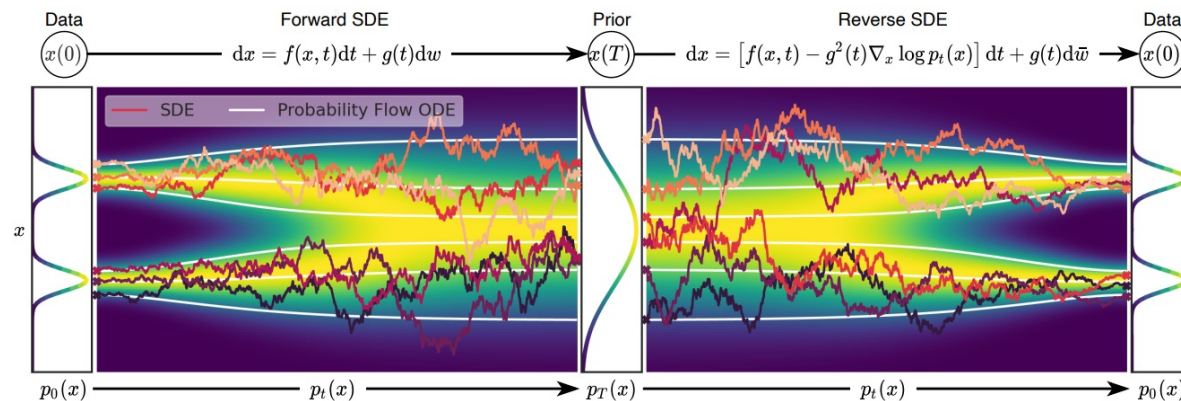 Data Forward SDE Prior Reverse SDE Data
x(0) dx = f(x, t)dt + g(t)dw x(T) dx = [f(x, t) − g²(t)∇ₓ log pₜ(x)] dt + g(t)dw̄ x(0)
SDE Probability Flow ODE
x
p₀(x) pₜ(x) p_T(x) pₜ(x) p₀(x)